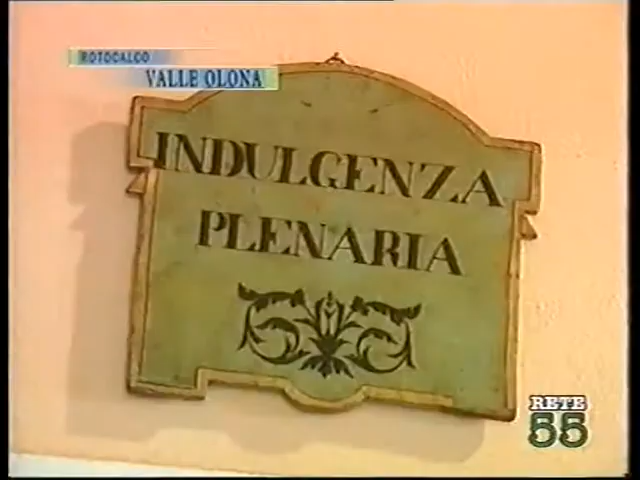 ROTOCALCO
VALLE OLONA
INDULGENZA
PLENARIA
RETE
55